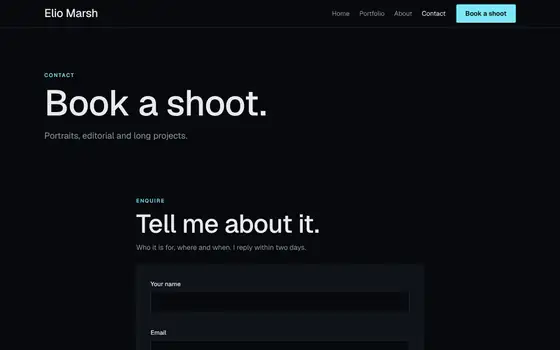 Elio Marsh
Home
Portfolio
About
Contact
Book a shoot
CONTACT
Book a shoot.
Portraits, editorial and long projects.
ENQUIRE
Tell me about it.
Who it is for, where and when. I reply within two days.
Your name
Email